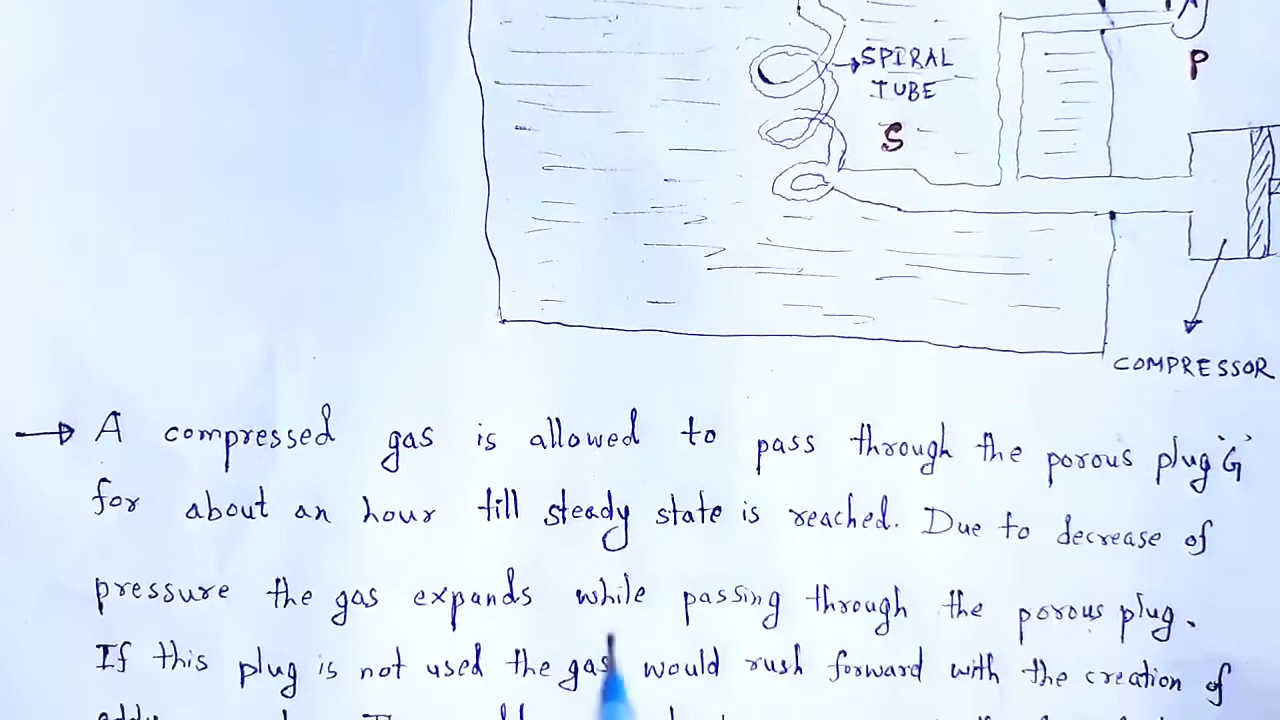 SPIRAL
TUBE
P
S
COMPRESSOR
→ A compressed gas is allowed to pass through the porous plug 'G'
for about an hour till steady state is reached. Due to decrease of
pressure the gas expands while passing through the porous plug.
If this plug is not used the gas would rush forward with the creation of